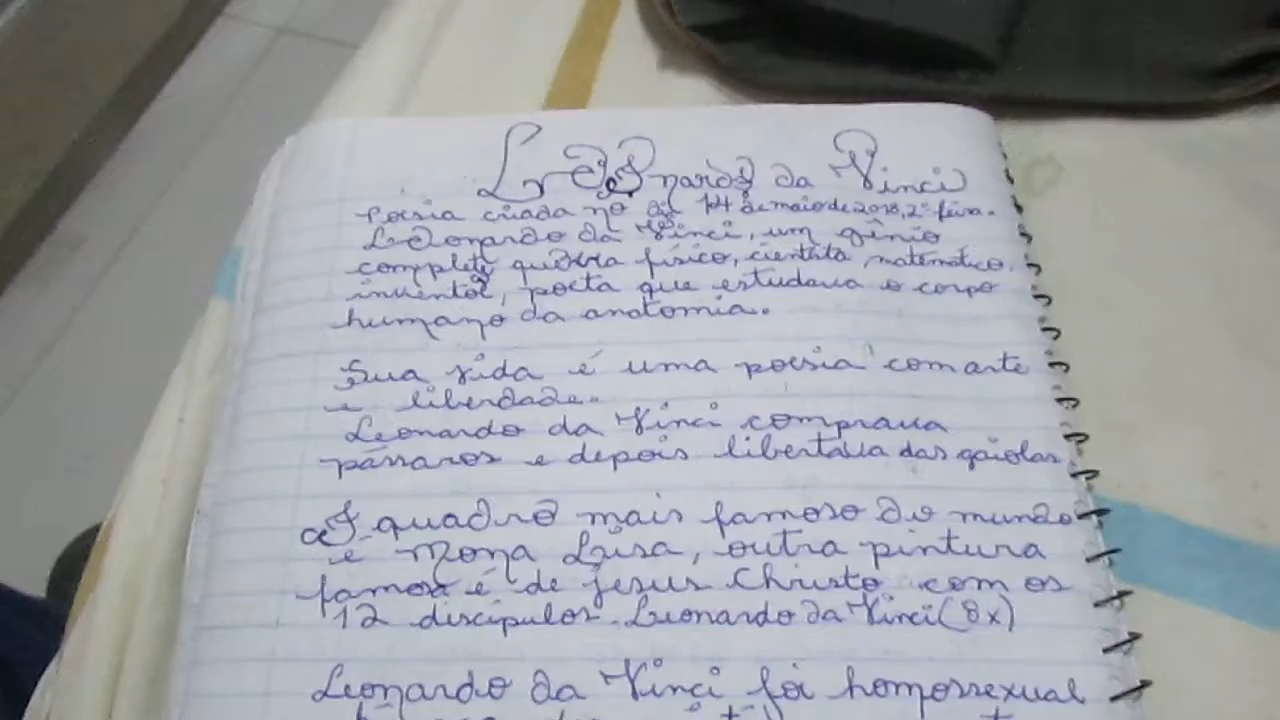 Leonardo da Vinci
Poesia criada no dia 14 de maio de 2018, 2ª feira.
Leonardo da Vinci, um gênio
completo que era físico, cientista, matemático,
inventor, poeta que estudava o corpo
humano da anatomia.
Sua vida é uma poesia com arte
e liberdade.
Leonardo da Vinci comprava
pássaros e depois libertava das gaiolas.
O quadro mais famoso do mundo
é Mona Lisa, outra pintura
famosa é de Jesus Christo com os
12 discípulos. Leonardo da Vinci (8x)
Leonardo da Vinci foi homossexual